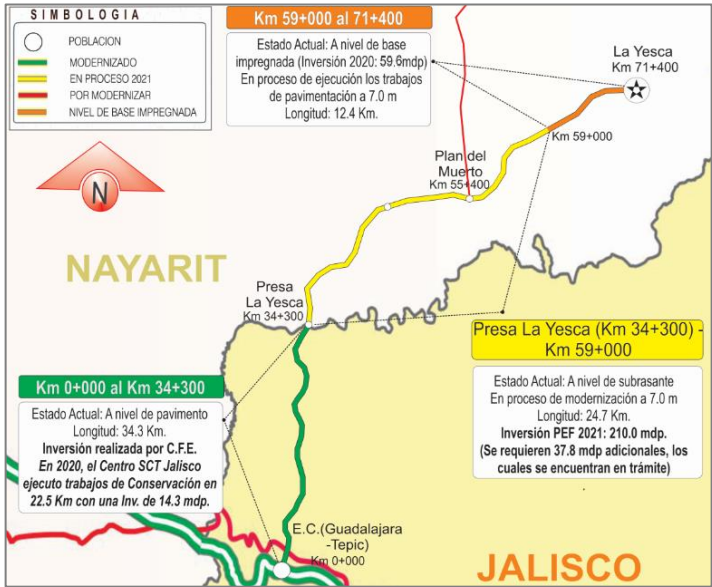 SIMBOLOGIA
POBLACION
MODERNIZADO
EN PROCESO 2021
POR MODERNIZAR
NIVEL DE BASE IMPREGNADA
Km 59+000 al 71+400
Estado Actual: A nivel de base
impregnada (Inversión 2020: 59.6mdp)
En proceso de ejecución los trabajos
de pavimentación a 7.0 m
Longitud: 12.4 Km.
La Yesca
Km 71+400
Km 59+000
Plan del
Muerto
Km 55+400
N
NAYARIT
Presa
La Yesca
Km 34+300
Presa La Yesca (Km 34+300) -
Km 59+000
Estado Actual: A nivel de subrasante
En proceso de modernización a 7.0 m
Longitud: 24.7 Km.
Inversión PEF 2021: 210.0 mdp.
(Se requieren 37.8 mdp adicionales, los
cuales se encuentran en trámite)
Km 0+000 al Km 34+300
Estado Actual: A nivel de pavimento
Longitud: 34.3 Km.
Inversión realizada por C.F.E.
En 2020, el Centro SCT Jalisco
ejecuto trabajos de Conservación en
22.5 Km con una Inv. de 14.3 mdp.
E.C.(Guadalajara
-Tepic)
Km 0+000
JALISCO